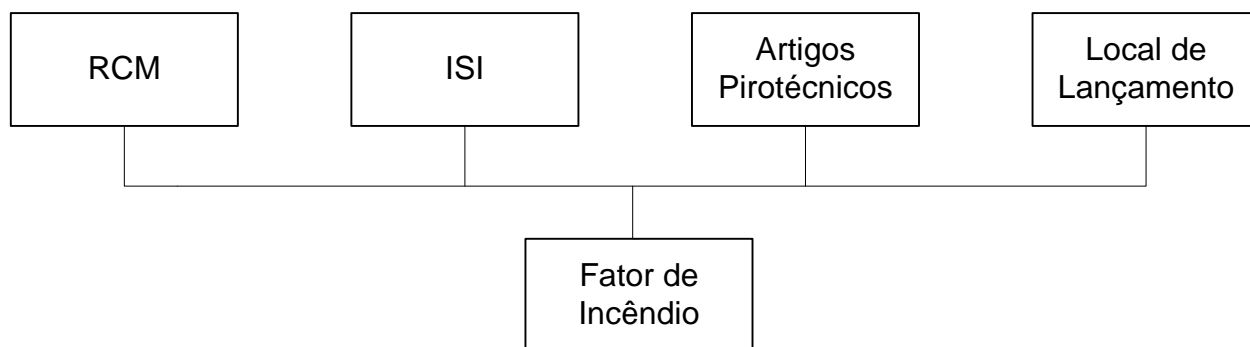 RCM
ISI
Artigos
Pirotécnicos
Local de
Lançamento
Fator de
Incêndio